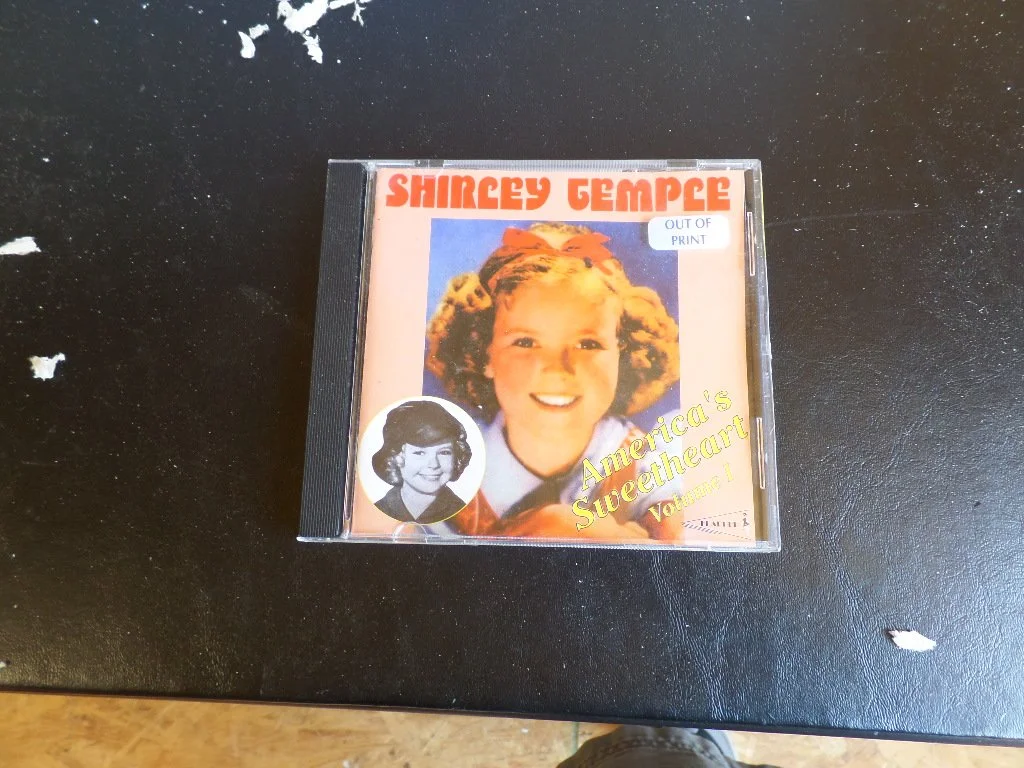 SHIRLEY TEMPLE
OUT OF
PRINT
America's
Sweetheart
Volume 1